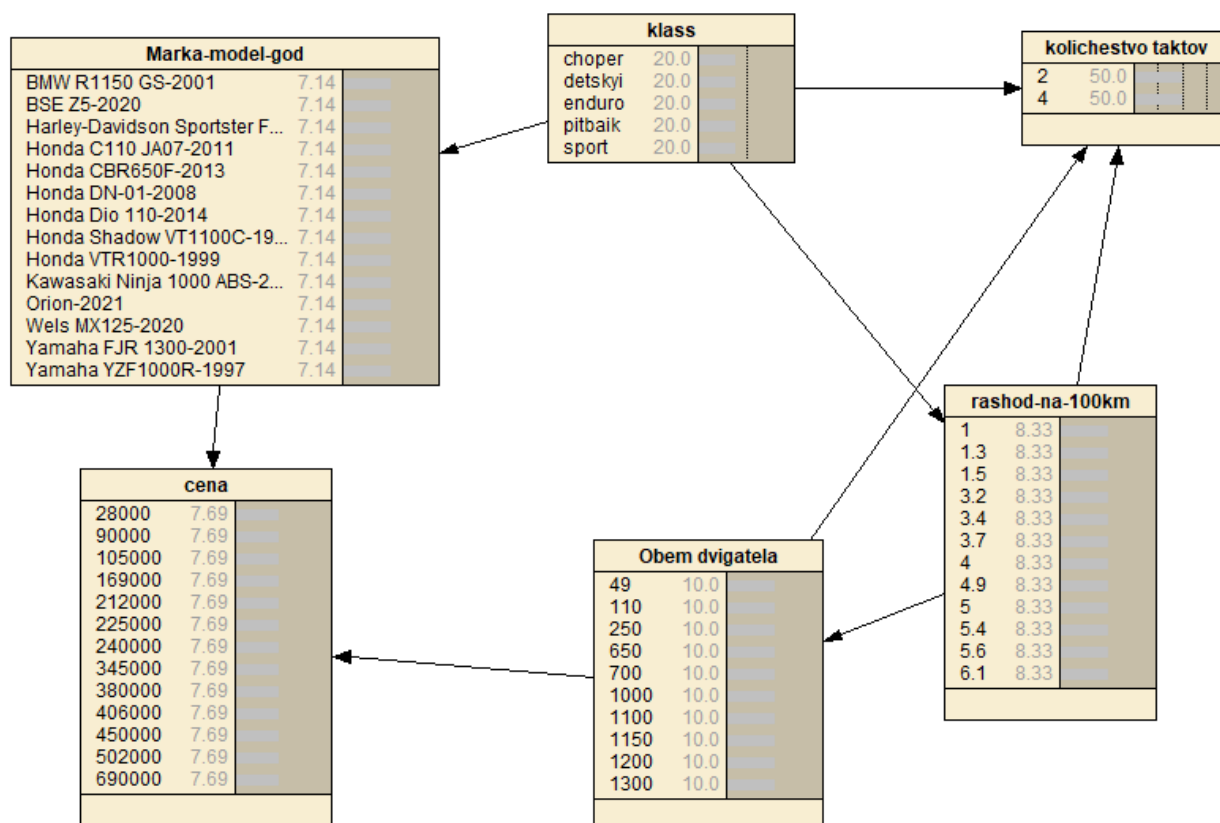 Marka-model-god
BMW R1150 GS-2001 7.14
BSE Z5-2020 7.14
Harley-Davidson Sportster F... 7.14
Honda C110 JA07-2011 7.14
Honda CBR650F-2013 7.14
Honda DN-01-2008 7.14
Honda Dio 110-2014 7.14
Honda Shadow VT1100C-19... 7.14
Honda VTR1000-1999 7.14
Kawasaki Ninja 1000 ABS-2... 7.14
Orion-2021 7.14
Wels MX125-2020 7.14
Yamaha FJR 1300-2001 7.14
Yamaha YZF1000R-1997 7.14
klass
choper 20.0
detskyi 20.0
enduro 20.0
pitbaik 20.0
sport 20.0
kolichestvo taktov
2 50.0
4 50.0
cena
28000 7.69
90000 7.69
105000 7.69
169000 7.69
212000 7.69
225000 7.69
240000 7.69
345000 7.69
380000 7.69
406000 7.69
450000 7.69
502000 7.69
690000 7.69
Obem dvigatela
49 10.0
110 10.0
250 10.0
650 10.0
700 10.0
1000 10.0
1100 10.0
1150 10.0
1200 10.0
1300 10.0
rashod-na-100km
1 8.33
1.3 8.33
1.5 8.33
3.2 8.33
3.4 8.33
3.7 8.33
4 8.33
4.9 8.33
5 8.33
5.4 8.33
5.6 8.33
6.1 8.33